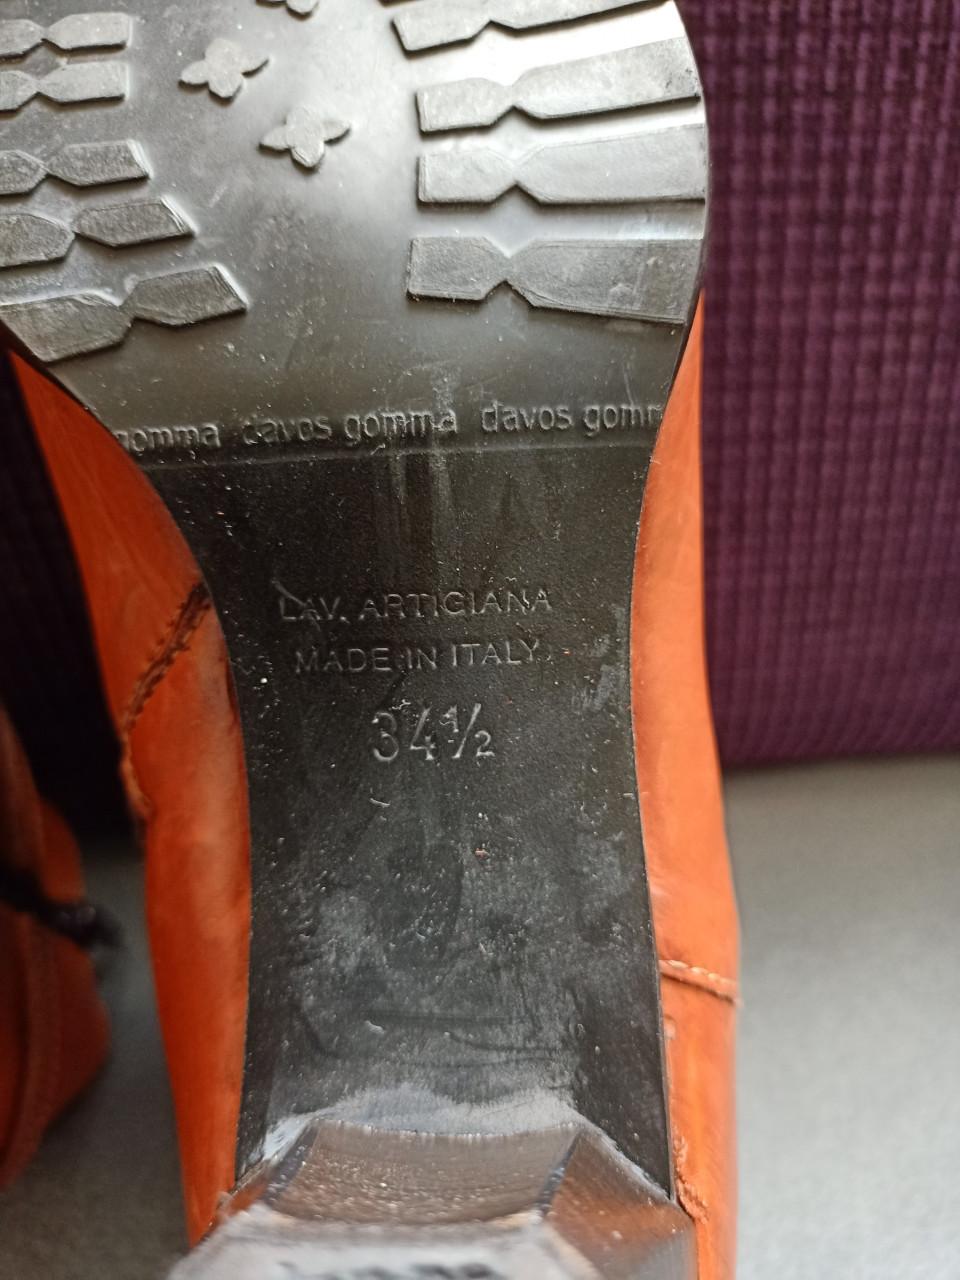 gomma davos gomma davos gomm
LAV. ARTIGIANA
MADE IN ITALY
34½